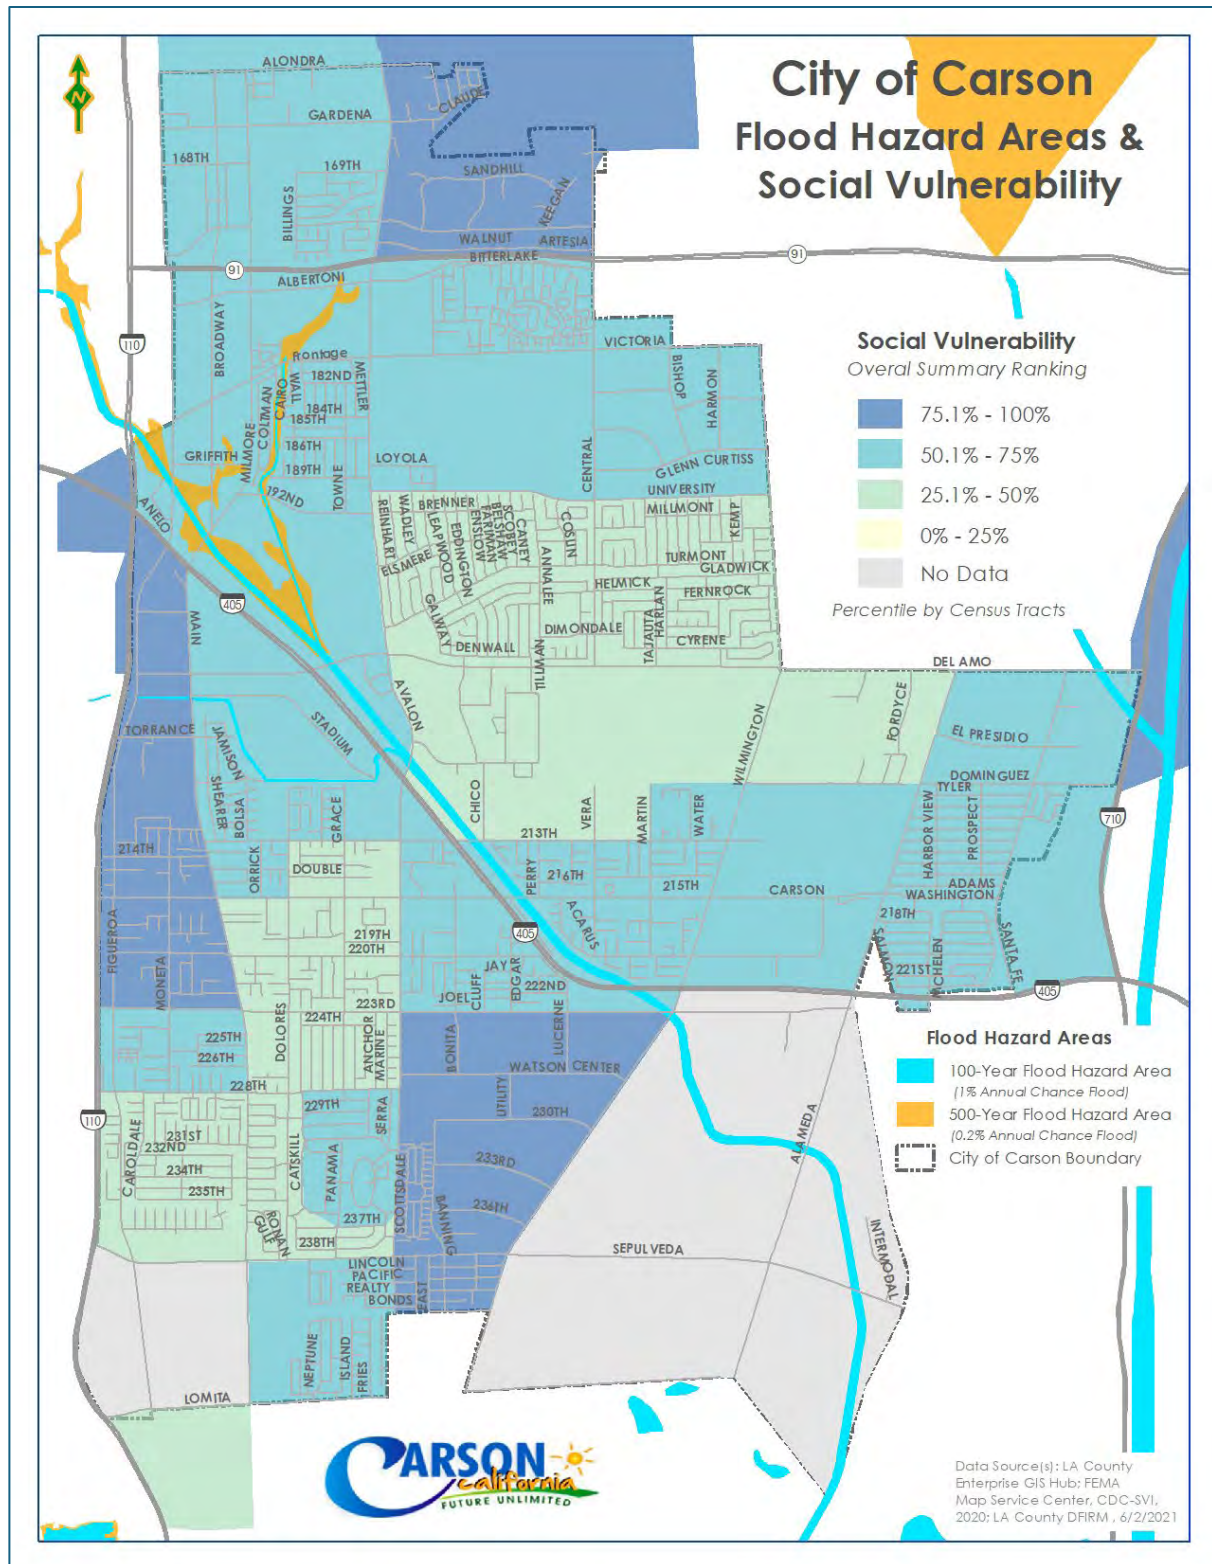 City of Carson
Flood Hazard Areas &
Social Vulnerability
N
ALONDRA
CLAUDE
GARDENA
168TH
169TH
SANDHILL
KEEGAN
BILLINGS
WALNUT
ARTESIA
BITTERLAKE
91
91
ALBERTONI
BROADWAY
110
VICTORIA
Frontage
METTLER
182ND
WALL
CAIRO
COLTMAN
184TH
185TH
MILMORE
186TH
GRIFFITH
189TH
192ND
TOWNE
LOYOLA
CENTRAL
BISHOP
HARMON
GLENN CURTISS
UNIVERSITY
Social Vulnerability
Overal Summary Ranking
75.1% - 100%
50.1% - 75%
25.1% - 50%
0% - 25%
No Data
Percentile by Census Tracts
ANELO
REINHART
WADLEY
BRENNER
LEAPWOOD
EDDINGTON
ENSLOW
FARIMAN
BELSHAW
SCOBEY
CANEY
COSLIN
MILLMONT
KEMP
ELSMERE
ANNALEE
TURMONT
GLADWICK
HELMICK
FERNROCK
HARLAN
TAJAUTA
GALWAY
DIMONDALE
CYRENE
DENWALL
TILLMAN
405
MAIN
DEL AMO
AVALON
STADIUM
TORRANCE
JAMISON
SHEARER
BOLSA
GRACE
CHICO
VERA
MARTIN
WATER
WILMINGTON
FORDYCE
EL PRESIDIO
DOMINGUEZ
TYLER
HARBOR VIEW
PROSPECT
710
213TH
214TH
ORRICK
DOUBLE
PERRY
216TH
215TH
CARSON
ADAMS
WASHINGTON
218TH
ACARUS
FIGUEROA
MONETA
219TH
220TH
405
JAY
EDGAR
222ND
CLUFF
JOEL
SALMON
221ST
MCHELEN
SANTA FE
405
223RD
224TH
DOLORES
ANCHOR
MARINE
BONITA
LUCERNE
WATSON CENTER
225TH
226TH
228TH
UTILITY
230TH
229TH
SERRA
110
CAROLDALE
231ST
232ND
234TH
235TH
CATSKILL
PANAMA
SCOTTSDALE
233RD
236TH
BANNING
237TH
RONAN
GULF
238TH
ALAMEDA
INTERMODAL
SEPULVEDA
LINCOLN
PACIFIC
REALTY
BONDS
EAST
NEPTUNE
ISLAND
FRIES
LOMITA
Flood Hazard Areas
100-Year Flood Hazard Area
(1% Annual Chance Flood)
500-Year Flood Hazard Area
(0.2% Annual Chance Flood)
City of Carson Boundary
CARSON
california
FUTURE UNLIMITED
Data Source(s): LA County
Enterprise GIS Hub; FEMA
Map Service Center, CDC-SVI,
2020; LA County DFIRM , 6/2/2021